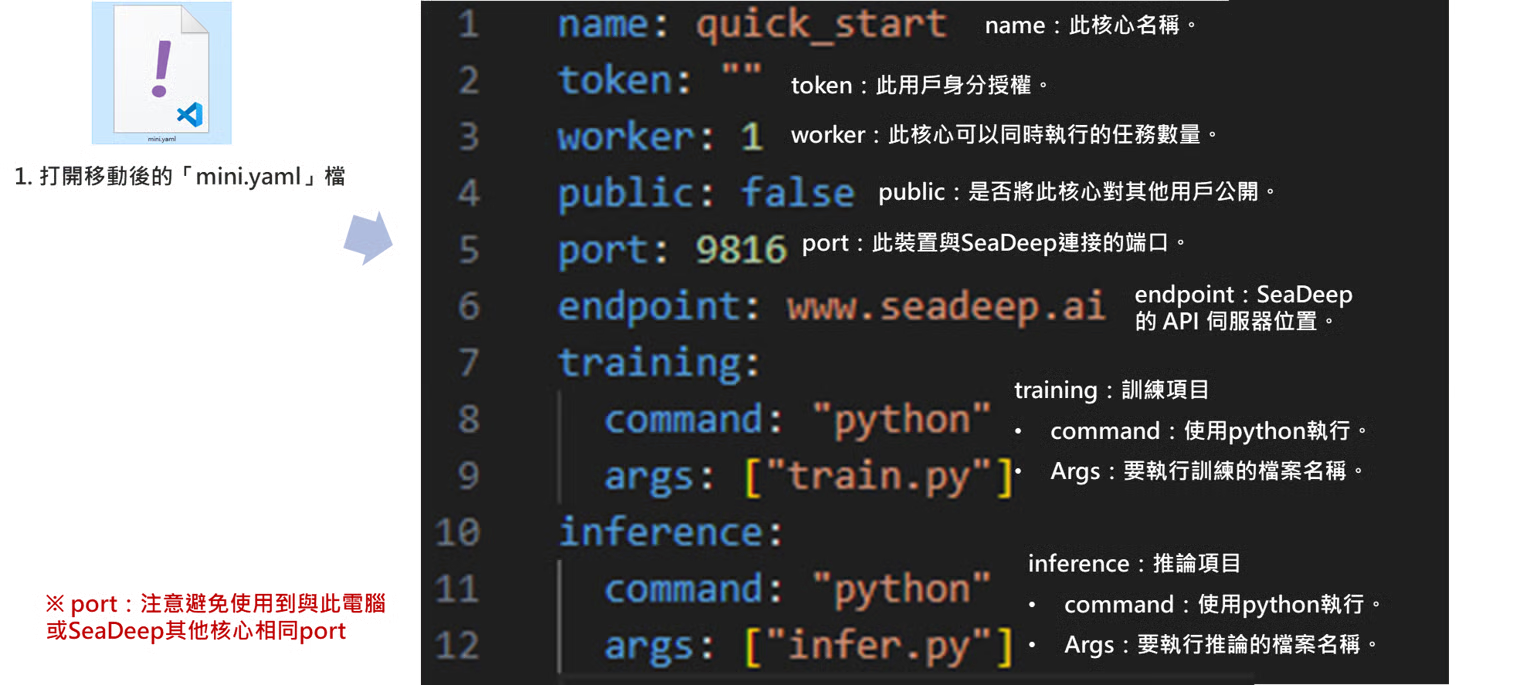 mini.yaml
1. 打開移動後的「mini.yaml」檔
※ port：注意避免使用到與此電腦
或SeaDeep其他核心相同port
1 name: quick_start name：此核心名稱。
2 token: "" token：此用戶身分授權。
3 worker: 1 worker：此核心可以同時執行的任務數量。
4 public: false public：是否將此核心對其他用戶公開。
5 port: 9816 port：此裝置與SeaDeep連接的端口。
6 endpoint: www.seadeep.ai endpoint：SeaDeep
的 API 伺服器位置。
7 training:
training：訓練項目
8 command: "python" • command：使用python執行。
9 args: ["train.py"] • Args：要執行訓練的檔案名稱。
10 inference:
inference：推論項目
11 command: "python" • command：使用python執行。
12 args: ["infer.py"] • Args：要執行推論的檔案名稱。